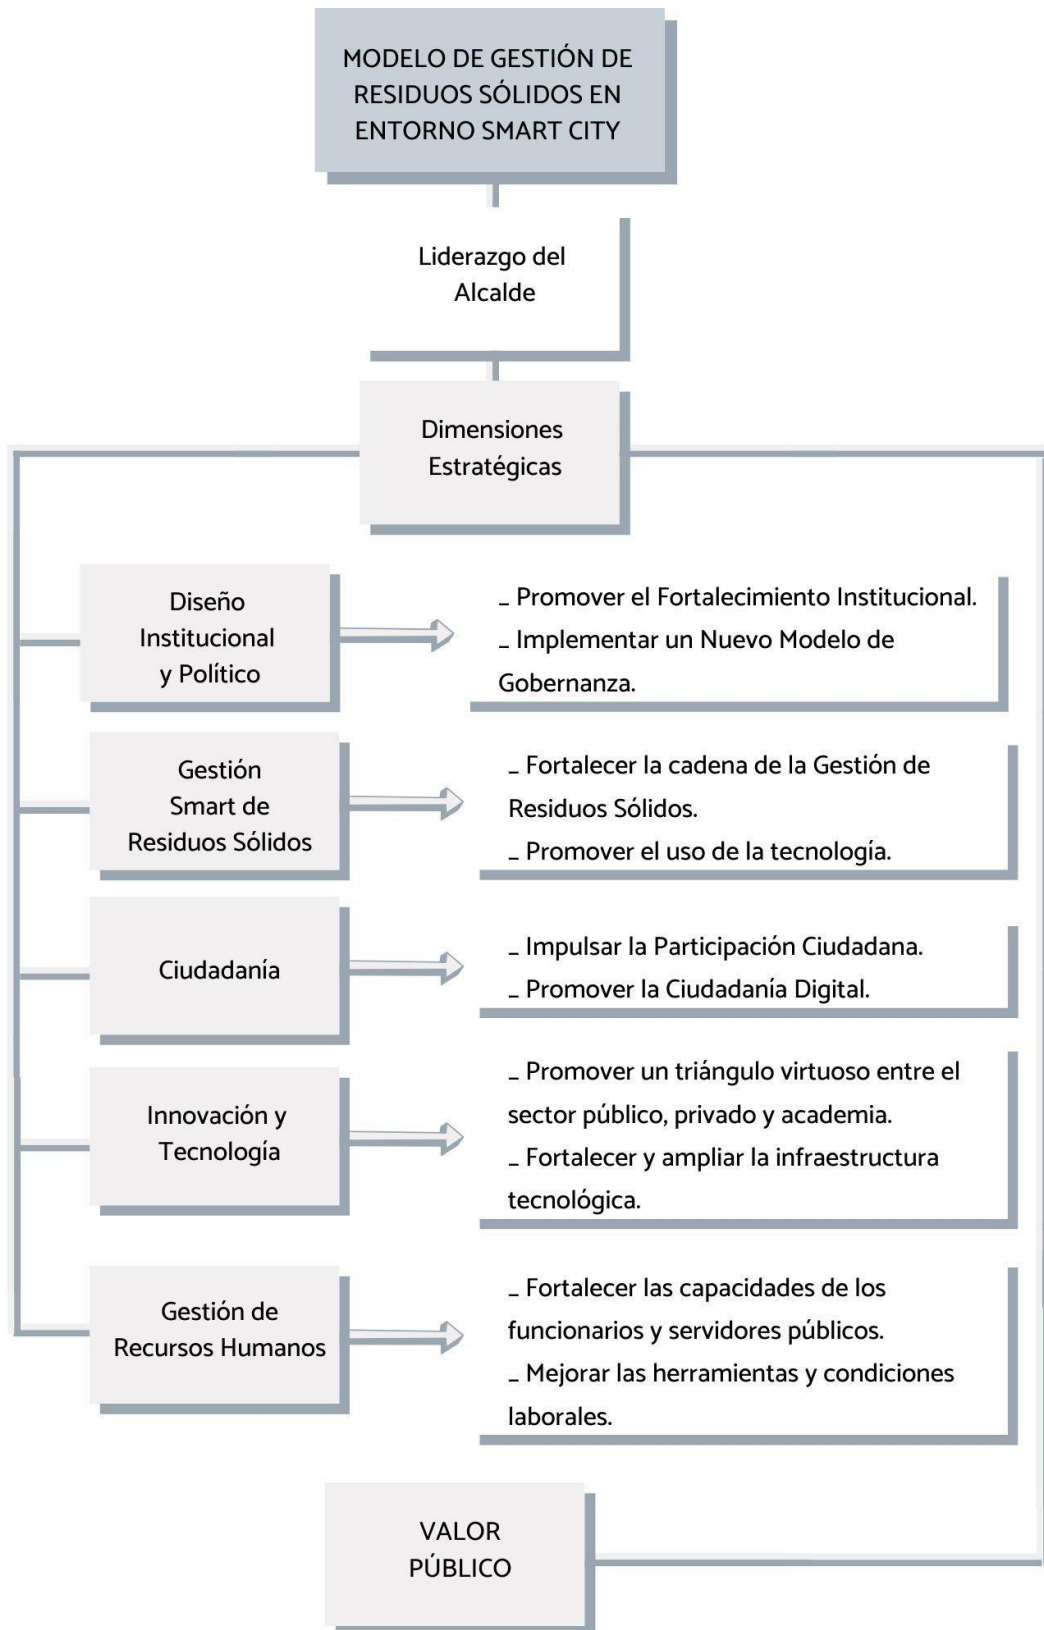 MODELO DE GESTIÓN DE
RESIDUOS SÓLIDOS EN
ENTORNO SMART CITY
Liderazgo del
Alcalde
Dimensiones
Estratégicas
Diseño
Institucional
y Político
_ Promover el Fortalecimiento Institucional.
_ Implementar un Nuevo Modelo de
Gobernanza.
Gestión
Smart de
Residuos Sólidos
_ Fortalecer la cadena de la Gestión de
Residuos Sólidos.
_ Promover el uso de la tecnología.
Ciudadanía
_ Impulsar la Participación Ciudadana.
_ Promover la Ciudadanía Digital.
Innovación y
Tecnología
_ Promover un triángulo virtuoso entre el
sector público, privado y academia.
_ Fortalecer y ampliar la infraestructura
tecnológica.
Gestión de
Recursos Humanos
_ Fortalecer las capacidades de los
funcionarios y servidores públicos.
_ Mejorar las herramientas y condiciones
laborales.
VALOR
PÚBLICO